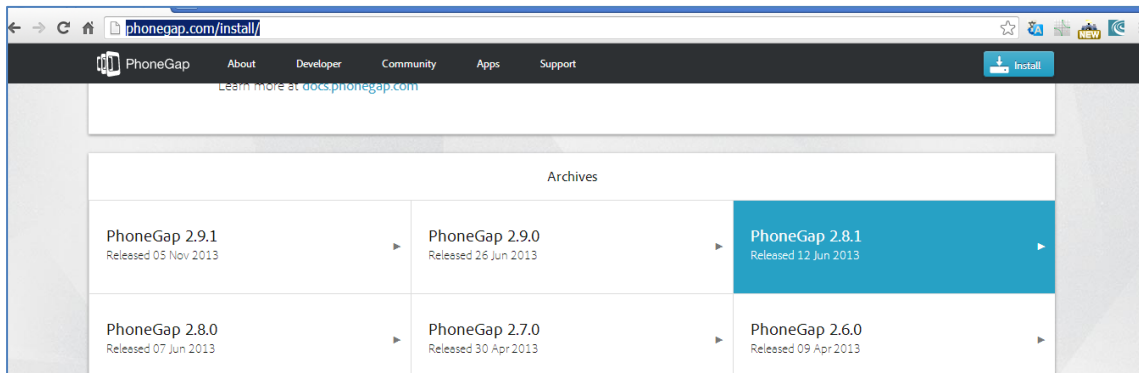 phonegap.com/install/
NEW
PhoneGap About Developer Community Apps Support Install
Learn more at docs.phonegap.com
Archives
PhoneGap 2.9.1
Released 05 Nov 2013
PhoneGap 2.9.0
Released 26 Jun 2013
PhoneGap 2.8.1
Released 12 Jun 2013
PhoneGap 2.8.0
Released 07 Jun 2013
PhoneGap 2.7.0
Released 30 Apr 2013
PhoneGap 2.6.0
Released 09 Apr 2013